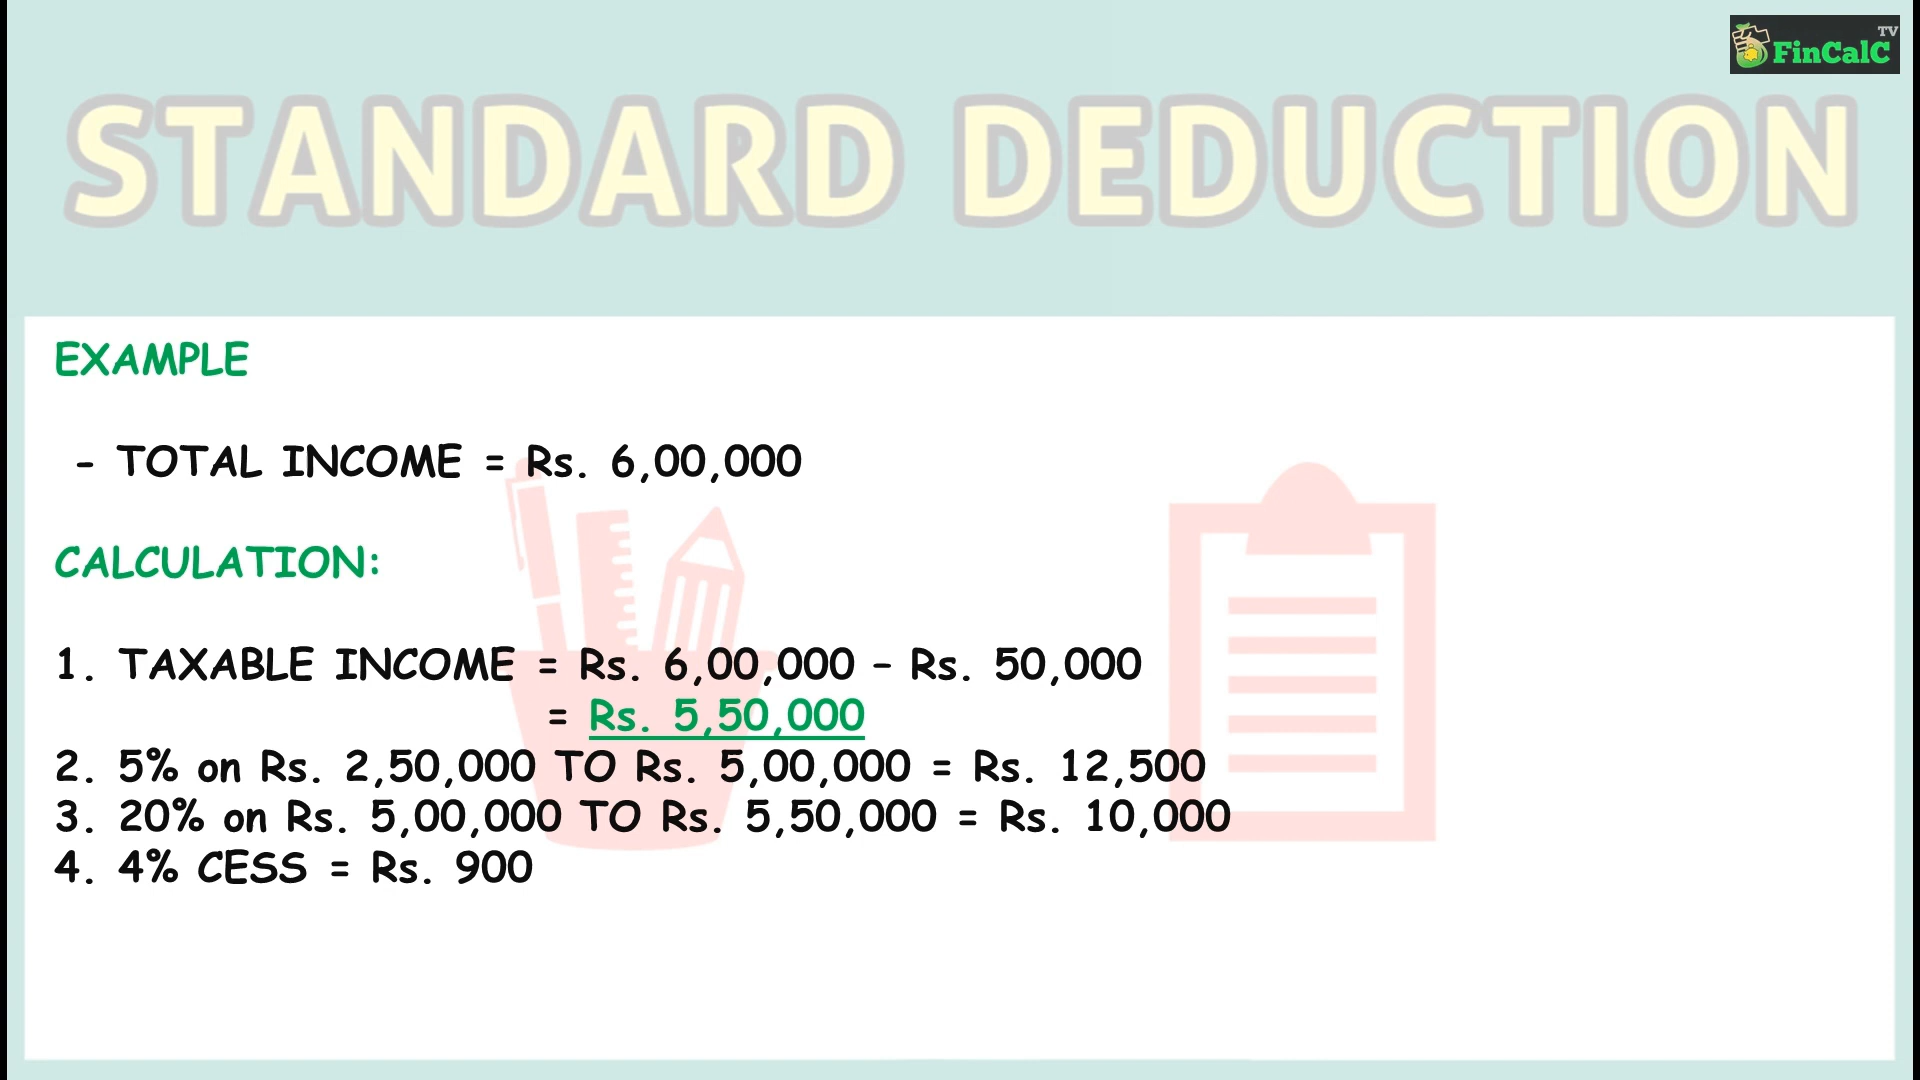 FinCalC TV
STANDARD DEDUCTION
EXAMPLE
- TOTAL INCOME = Rs. 6,00,000
CALCULATION:
1. TAXABLE INCOME = Rs. 6,00,000 – Rs. 50,000
= Rs. 5,50,000
2. 5% on Rs. 2,50,000 TO Rs. 5,00,000 = Rs. 12,500
3. 20% on Rs. 5,00,000 TO Rs. 5,50,000 = Rs. 10,000
4. 4% CESS = Rs. 900